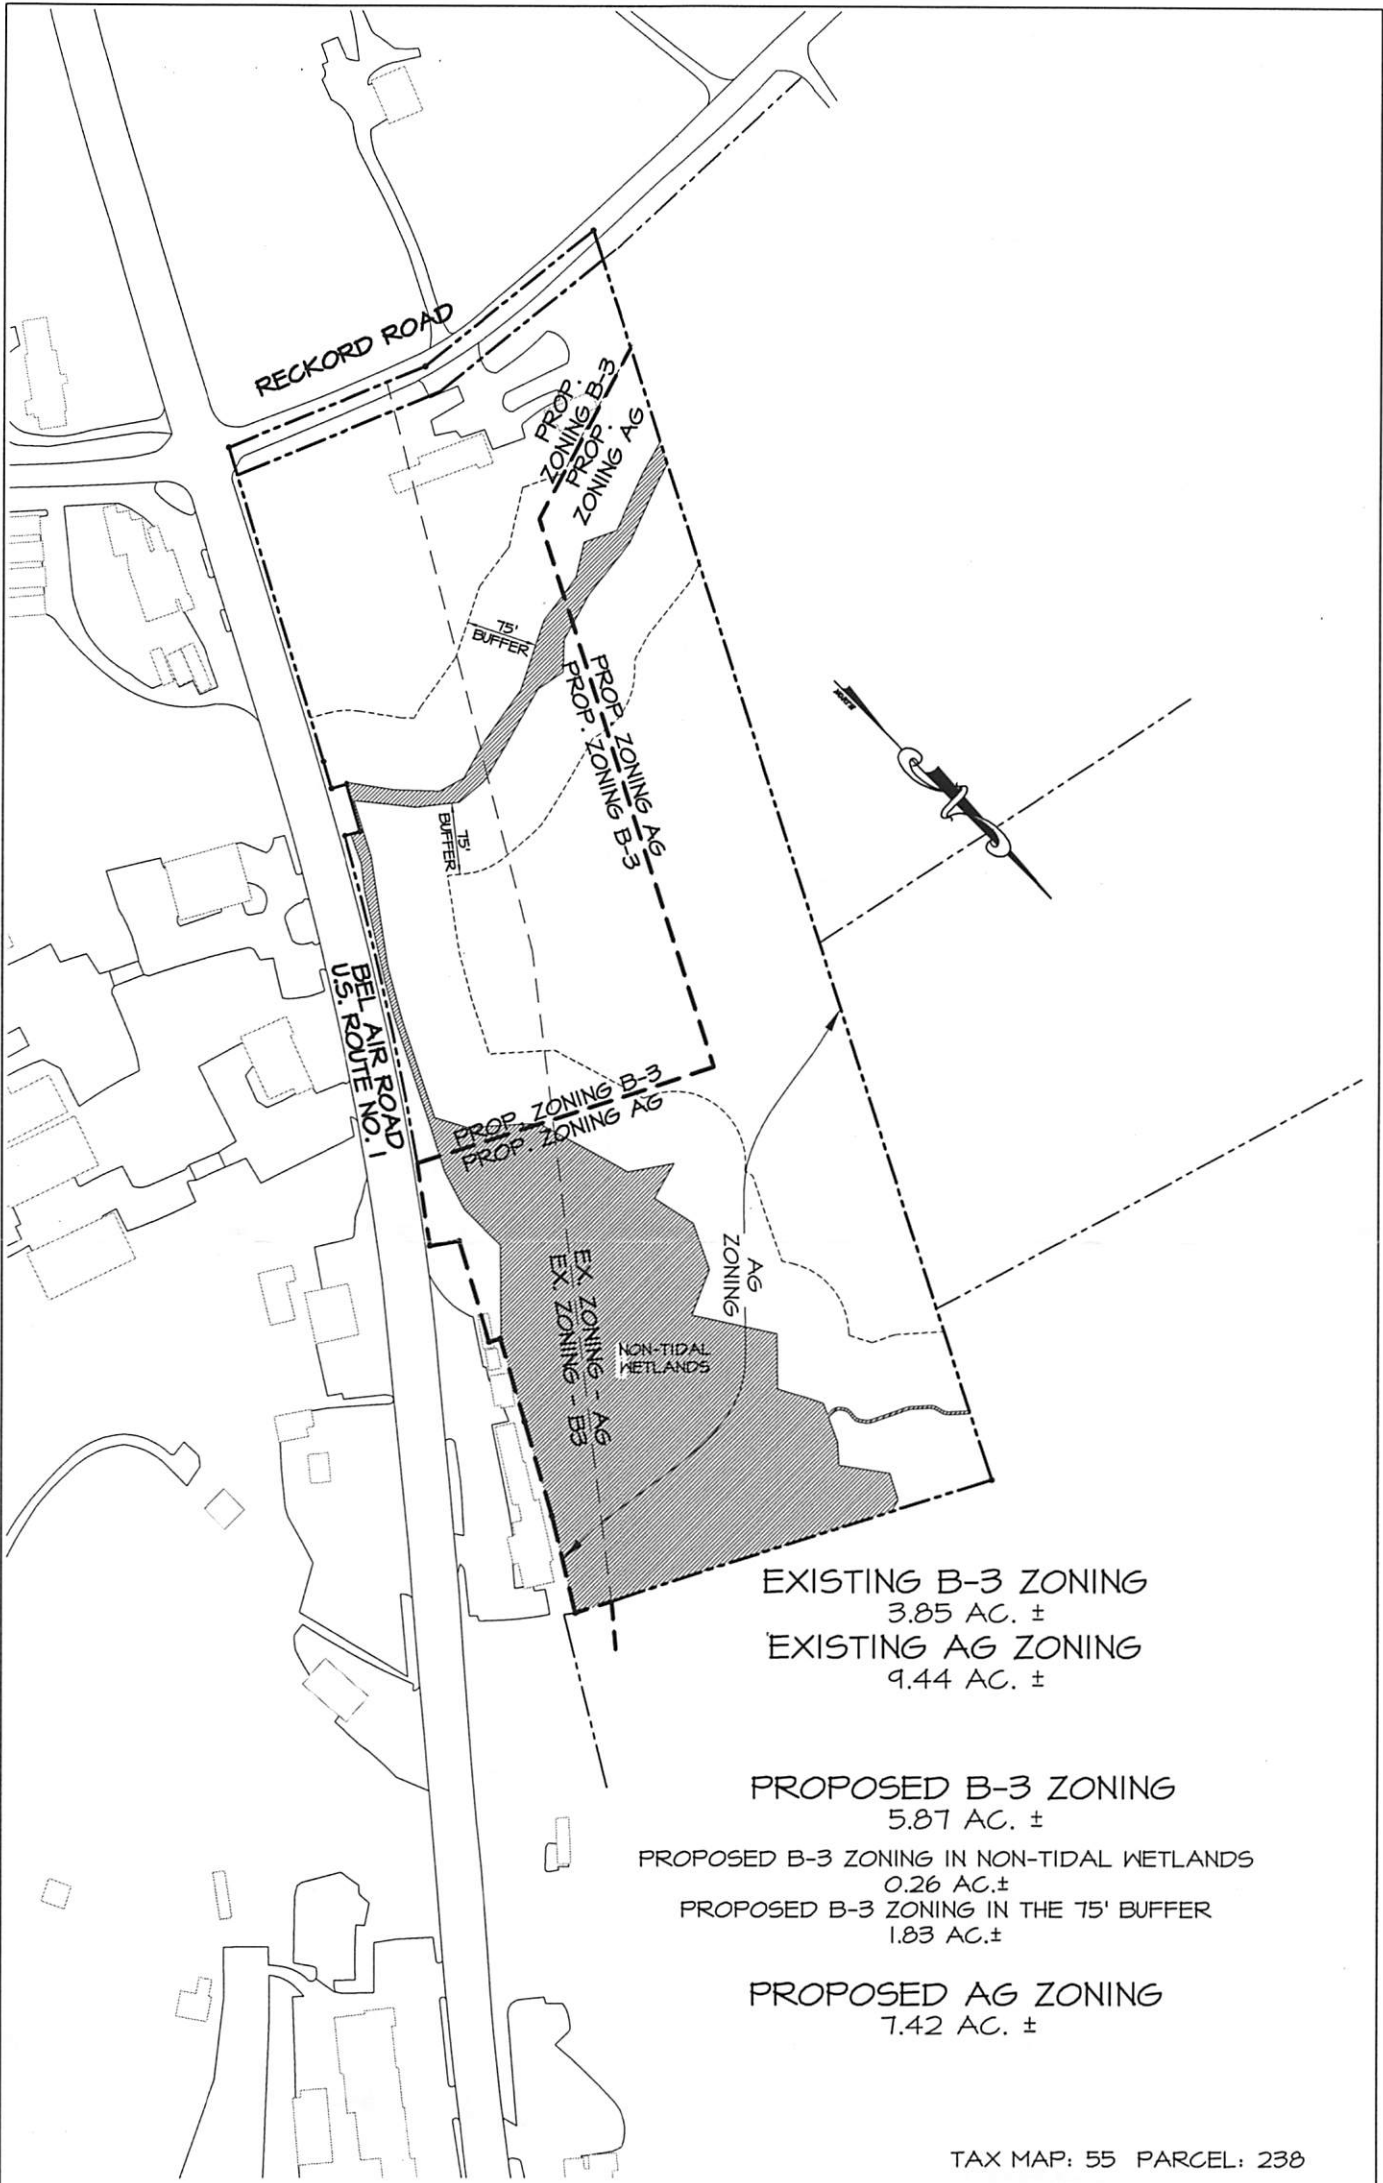 RECKORD ROAD
PROP.
ZONING B-3
PROP.
ZONING AG
75'
BUFFER
PROP. ZONING AG
PROP. ZONING B-3
75'
BUFFER
BEL AIR ROAD
U.S. ROUTE NO. 1
PROP. ZONING B-3
PROP. ZONING AG
AG
ZONING
EX. ZONING - AG
EX. ZONING - B3
NON-TIDAL
WETLANDS
EXISTING B-3 ZONING
3.85 AC. ±
EXISTING AG ZONING
9.44 AC. ±
PROPOSED B-3 ZONING
5.87 AC. ±
PROPOSED B-3 ZONING IN NON-TIDAL WETLANDS
0.26 AC.±
PROPOSED B-3 ZONING IN THE 75' BUFFER
1.83 AC.±
PROPOSED AG ZONING
7.42 AC. ±
TAX MAP: 55 PARCEL: 238